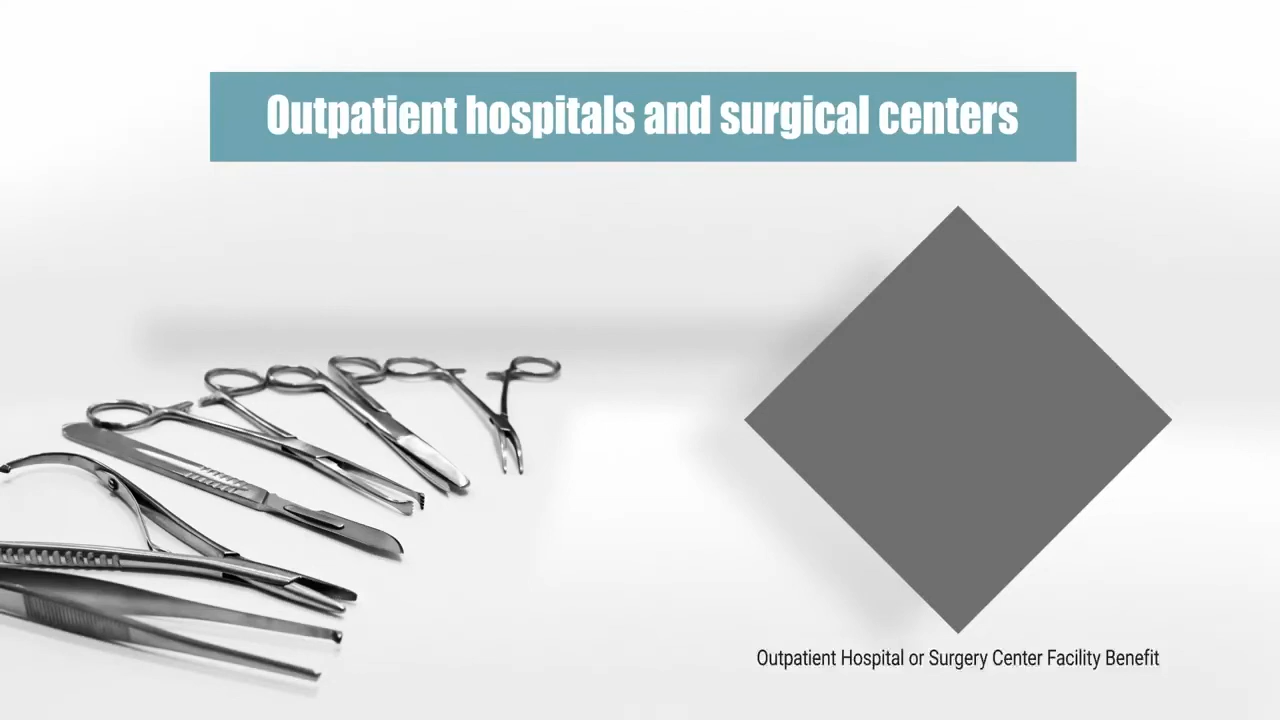 Outpatient hospitals and surgical centers
Outpatient Hospital or Surgery Center Facility Benefit